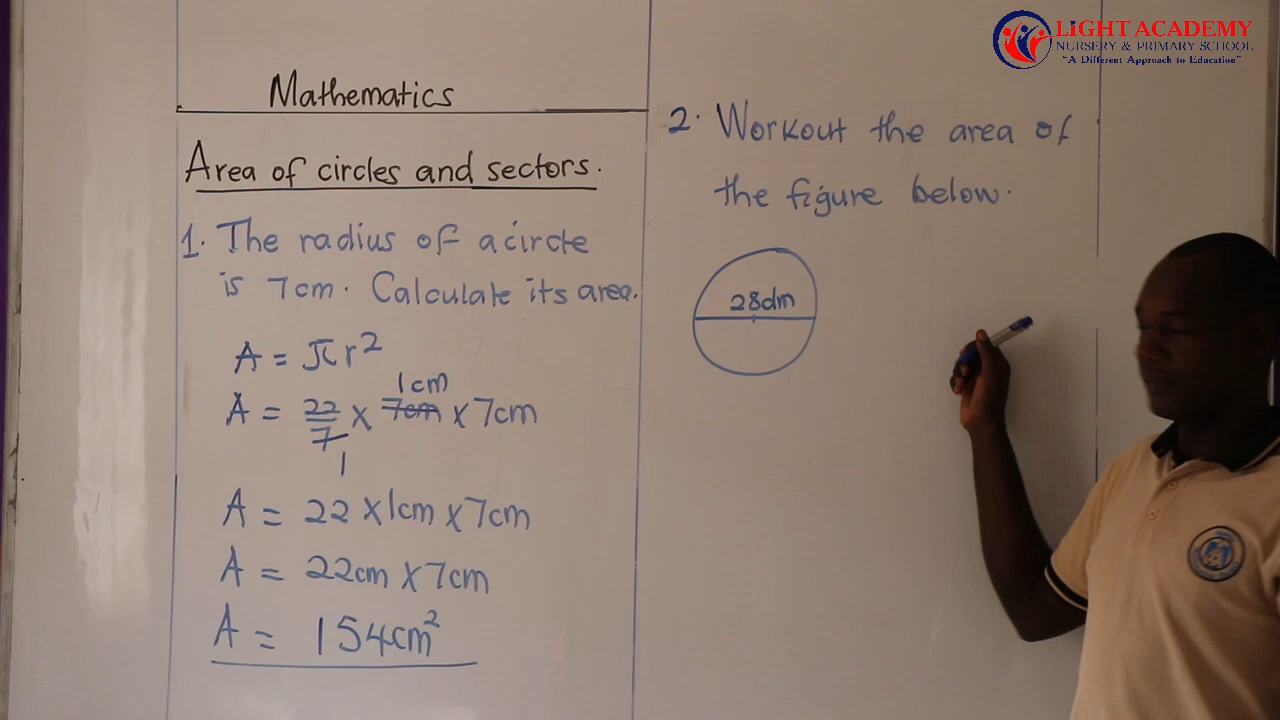 LIGHT ACADEMY
NURSERY & PRIMARY SCHOOL
"A Different Approach to Education"
Mathematics
Area of circles and sectors.
1. The radius of a circle
is 7cm. Calculate its area.
A = πr²
1cm
A = 22/7 × 7cm × 7cm
1
A = 22 × 1cm × 7cm
A = 22cm × 7cm
A = 154cm²
2. Workout the area of
the figure below.
28dm